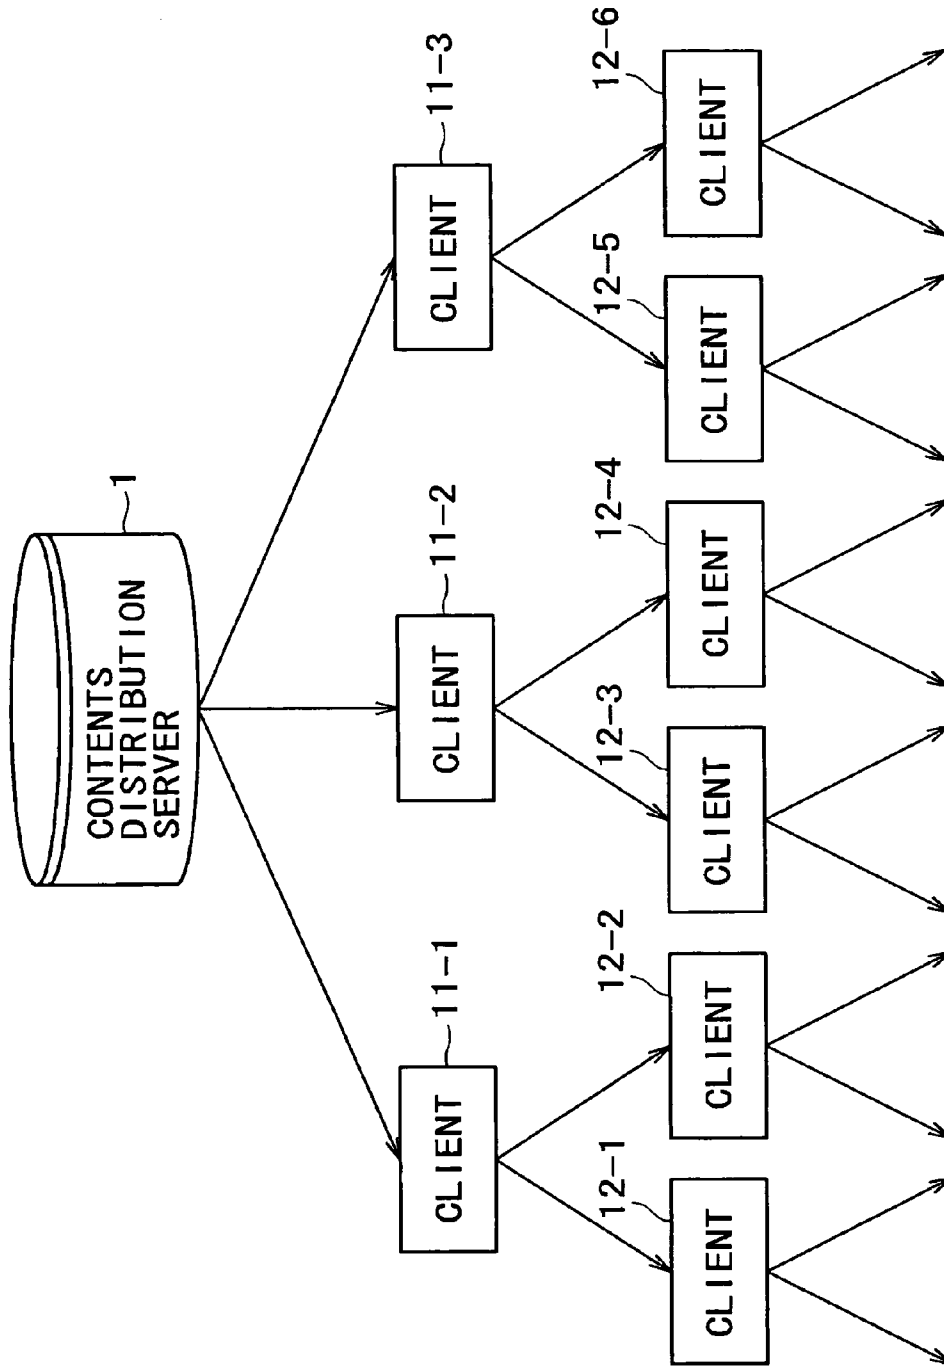 CONTENTS
DISTRIBUTION
SERVER
1
CLIENT
11-1
CLIENT
11-2
CLIENT
11-3
CLIENT
12-1
CLIENT
12-2
CLIENT
12-3
CLIENT
12-4
CLIENT
12-5
CLIENT
12-6